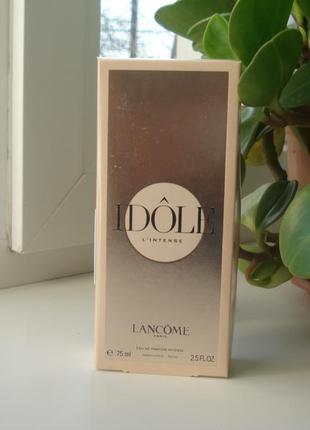 IDÔLE
L'INTENSE
LANCÔME
PARIS
EAU DE PARFUM INTENSE
℮ 75 ml 2.5 FL.OZ